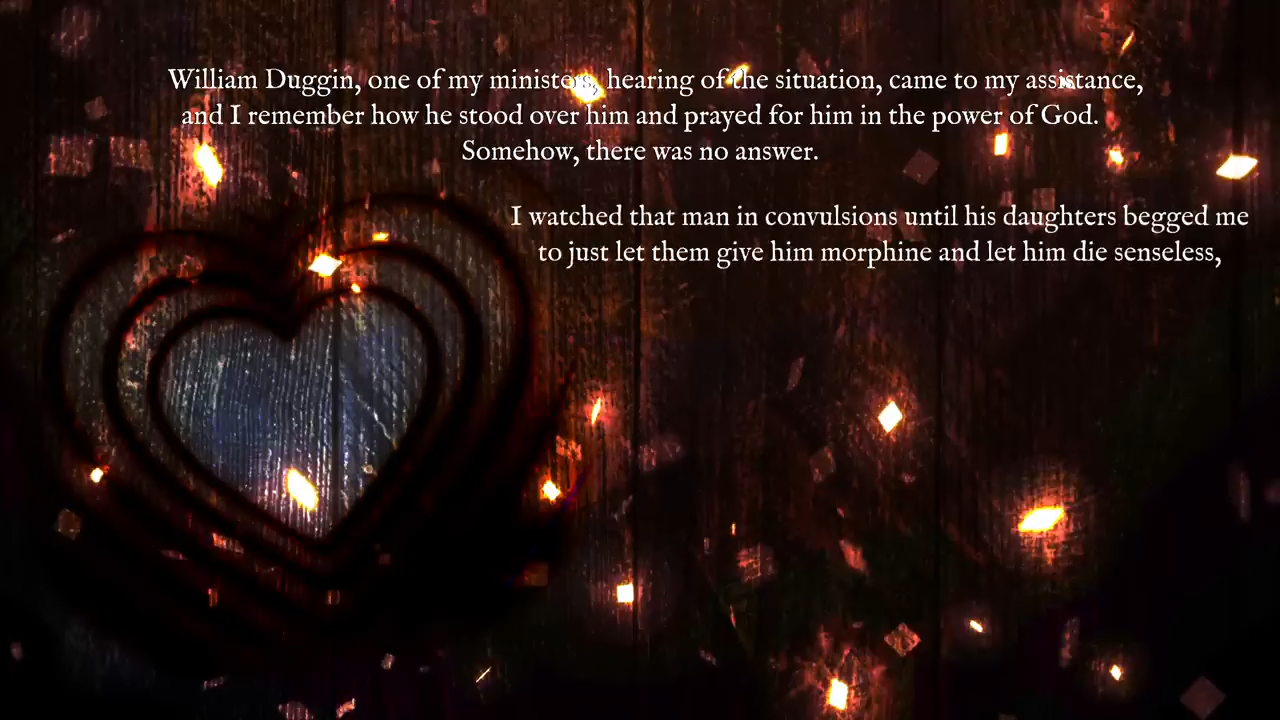 William Duggin, one of my ministers, hearing of the situation, came to my assistance,
and I remember how he stood over him and prayed for him in the power of God.
Somehow, there was no answer.
I watched that man in convulsions until his daughters begged me
to just let them give him morphine and let him die senseless,